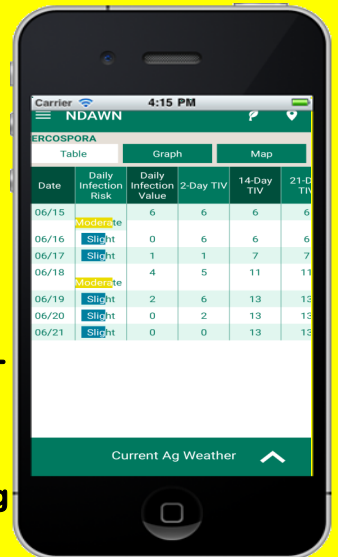 Carrier 4:15 PM
NDAWN
ERCOSPORA
Table Graph Map
Date Daily Infection Risk Daily Infection Value 2-Day TIV 14-Day TIV 21-D TIV
06/15 Moderate 6 6 6 6
06/16 Slight 0 6 6 6
06/17 Slight 1 1 7 7
06/18 Moderate 4 5 11 11
06/19 Slight 2 6 13 13
06/20 Slight 0 2 13 13
06/21 Slight 0 0 13 13
Current Ag Weather
g